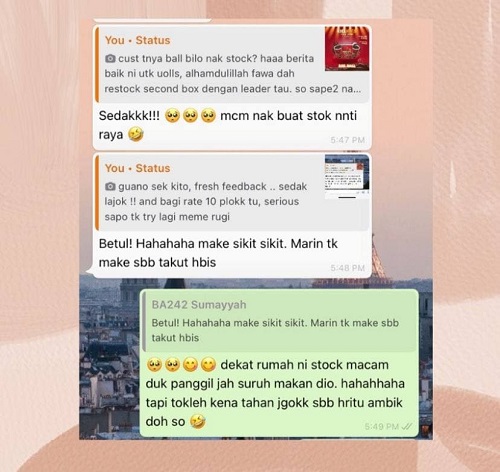 You • Status
cust tnya ball bilo nak stock? haaa berita
baik ni utk uolls, alhamdulillah fawa dah
restock second box dengan leader tau. so sape2 na...
Sedakkk!!! 🥺🥺🥺 mcm nak buat stok nnti
raya 🤣
5:47 PM
You • Status
guano sek kito, fresh feedback .. sedak
lajok !! and bagi rate 10 plokk tu, serious
sapo tk try lagi meme rugi
Betul! Hahahaha make sikit sikit. Marin tk
make sbb takut hbis
5:48 PM
BA242 Sumayyah
Betul! Hahahaha make sikit sikit. Marin tk make sbb
takut hbis
🥺🥺😋😋 dekat rumah ni stock macam
duk panggil jah suruh makan dio. hahahhaha
tapi tokleh kena tahan jgokk sbb hritu ambik
doh so 🤣
5:49 PM